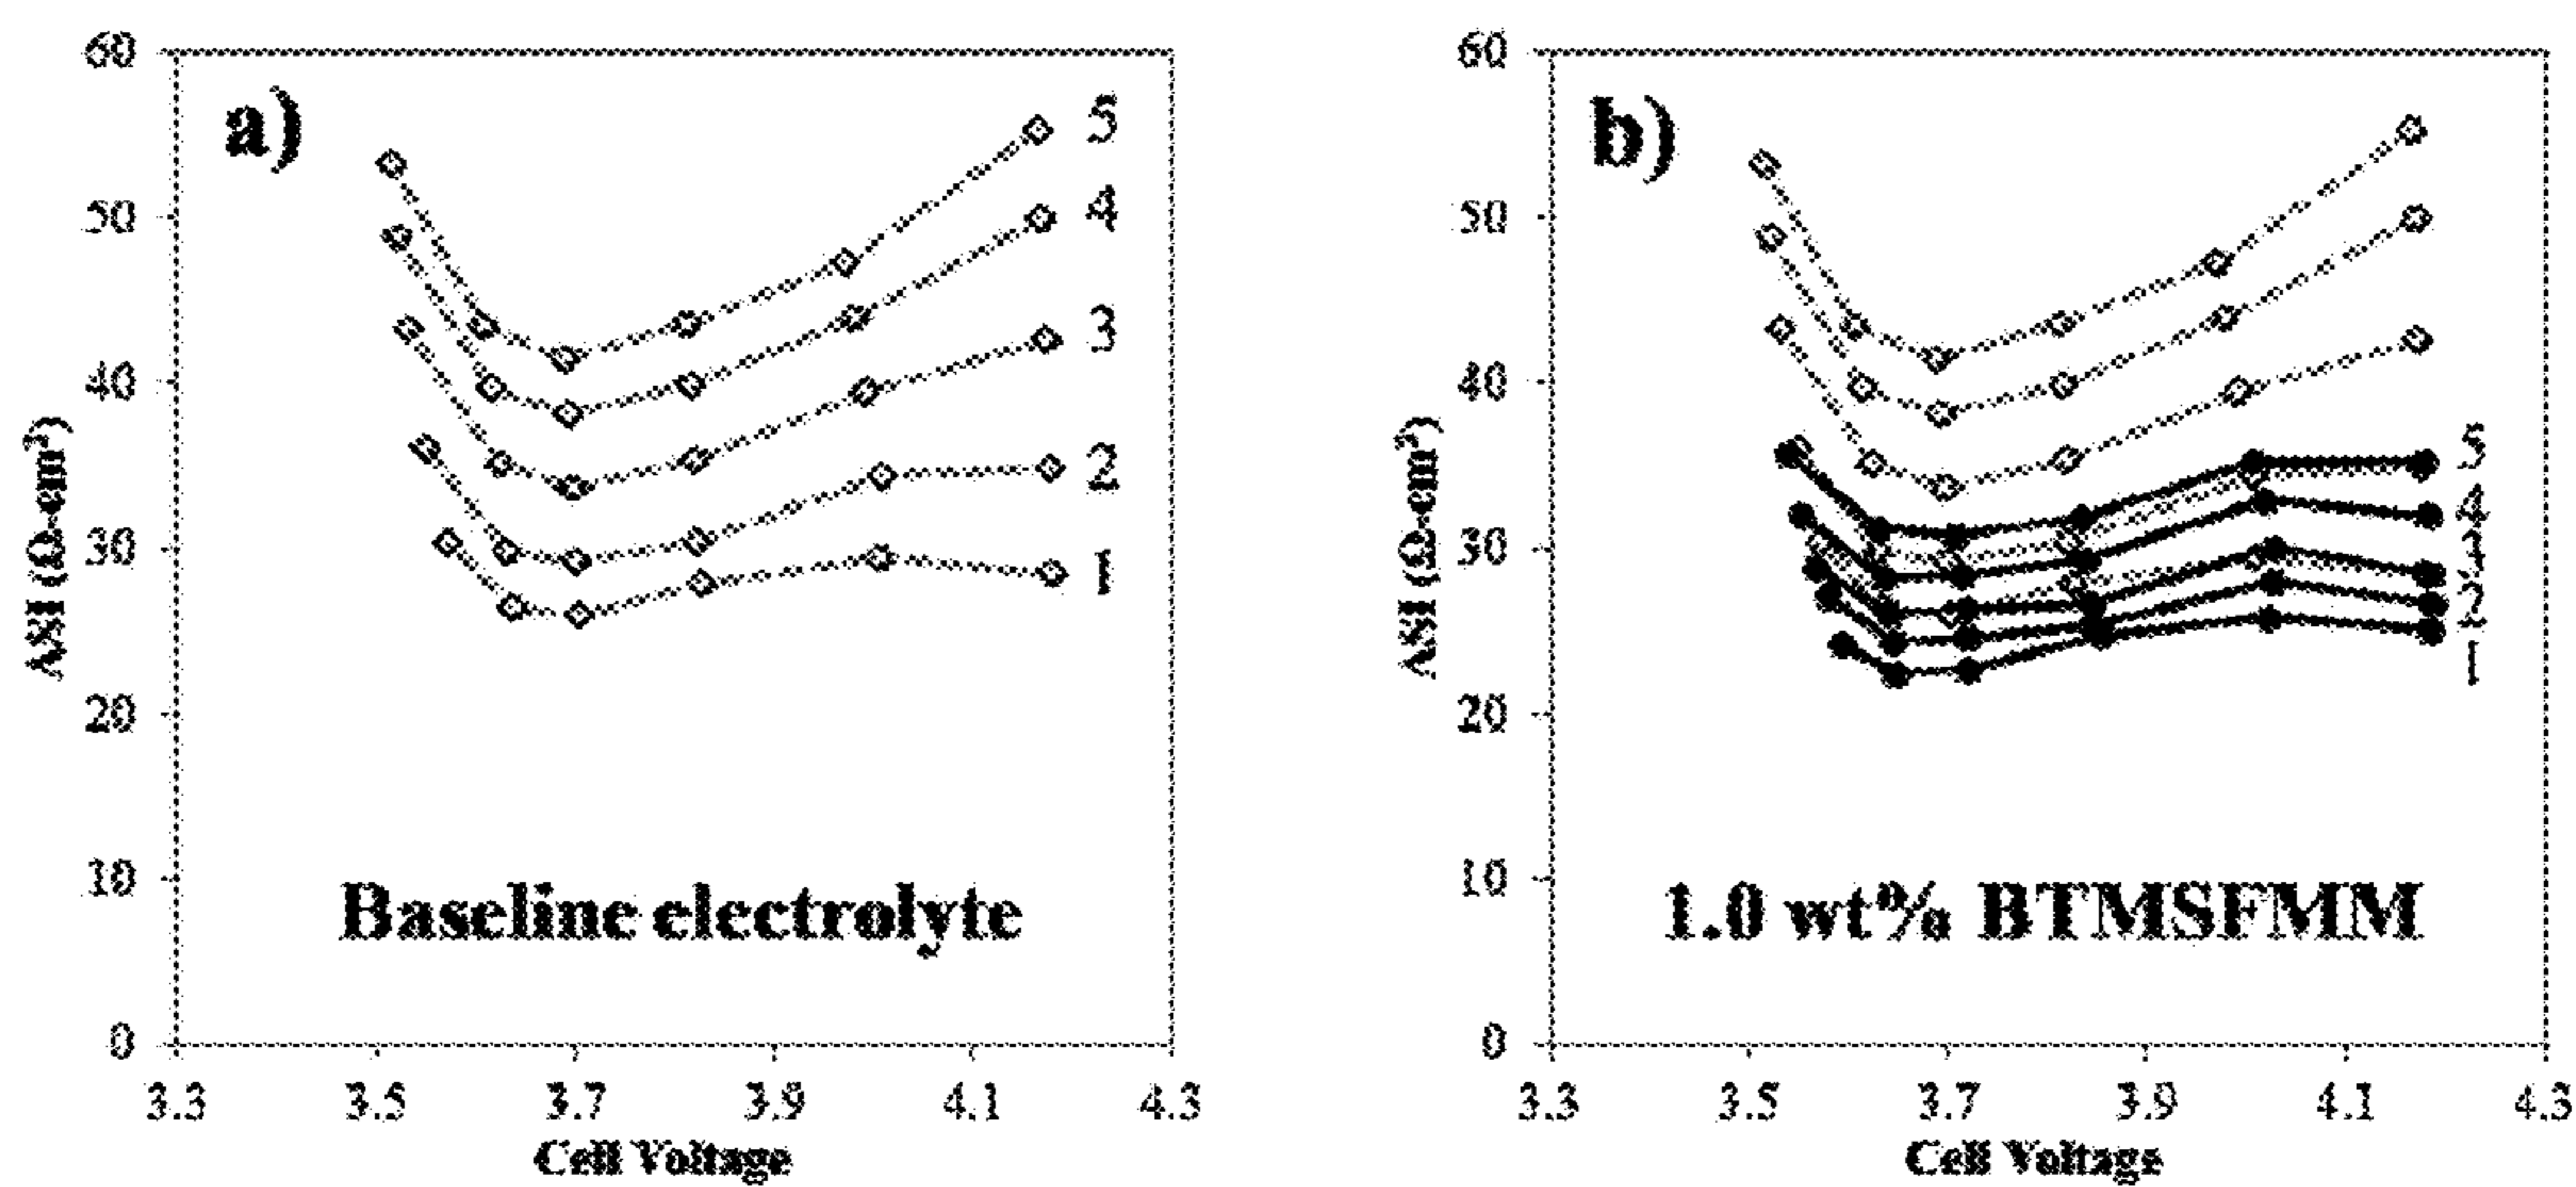 a)
60
50
40
30
20
10
0
ASI (Ω-cm²)
5
4
3
2
1
Baseline electrolyte
3.3 3.5 3.7 3.9 4.1 4.3
Cell Voltage
b)
60
50
40
30
20
10
0
ASI (Ω-cm²)
5
4
3
2
1
1.0 wt% BTMSFMM
3.3 3.5 3.7 3.9 4.1 4.3
Cell Voltage